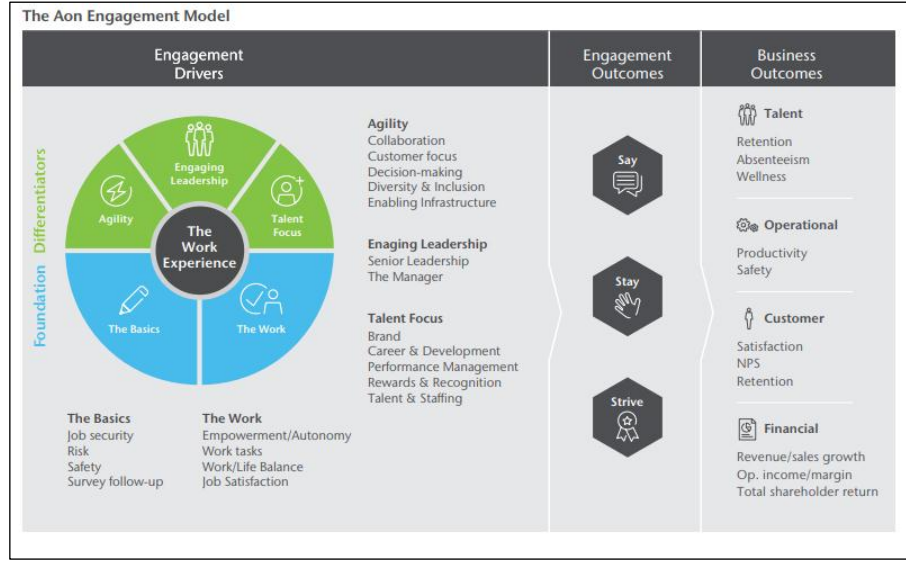 The Aon Engagement Model
Engagement
Drivers
Engagement
Outcomes
Business
Outcomes
Differentiators
Foundation
Engaging
Leadership
Agility
Talent
Focus
The
Work
Experience
The Basics
The Work
Agility
Collaboration
Customer focus
Decision-making
Diversity & Inclusion
Enabling Infrastructure
Enaging Leadership
Senior Leadership
The Manager
Talent Focus
Brand
Career & Development
Performance Management
Rewards & Recognition
Talent & Staffing
The Basics
Job security
Risk
Safety
Survey follow-up
The Work
Empowerment/Autonomy
Work tasks
Work/Life Balance
Job Satisfaction
Say
Stay
Strive
Talent
Retention
Absenteeism
Wellness
Operational
Productivity
Safety
Customer
Satisfaction
NPS
Retention
Financial
Revenue/sales growth
Op. income/margin
Total shareholder return